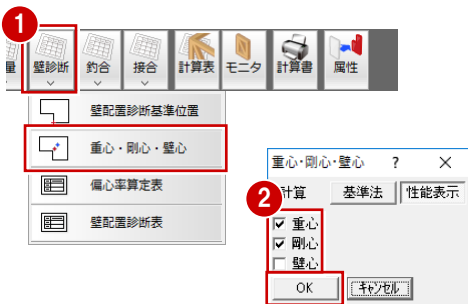 1
量 壁診断 釣合 接合 計算表 モニタ 計算書 属性
壁配置診断基準位置
重心・剛心・壁心
偏心率算定表
壁配置診断表
重心・剛心・壁心 ? ×
2
計算 基準法 性能表示
重心
剛心
壁心
OK キャンセル